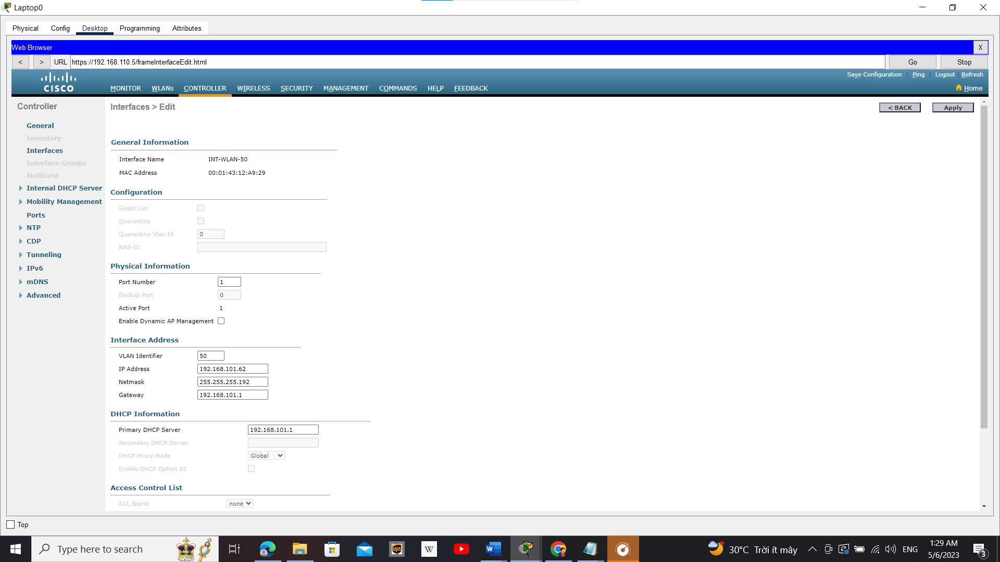 Laptop0
Physical Config Desktop Programming Attributes
Web Browser X
< > URL https://192.168.110.5/frameInterfaceEdit.html Go Stop
Save Configuration | Ping | Logout | Refresh
CISCO
MONITOR WLANs CONTROLLER WIRELESS SECURITY MANAGEMENT COMMANDS HELP FEEDBACK Home
Controller
General
Inventory
Interfaces
Interface Groups
Multicast
Internal DHCP Server
Mobility Management
Ports
NTP
CDP
Tunneling
IPv6
mDNS
Advanced
Interfaces > Edit < BACK Apply
General Information
Interface Name INT-WLAN-50
MAC Address 00:01:43:12:A9:29
Configuration
Guest Lan
Quarantine
Quarantine Vlan Id 0
NAS-ID
Physical Information
Port Number 1
Backup Port 0
Active Port 1
Enable Dynamic AP Management
Interface Address
VLAN Identifier 50
IP Address 192.168.101.62
Netmask 255.255.255.192
Gateway 192.168.101.1
DHCP Information
Primary DHCP Server 192.168.101.1
Secondary DHCP Server
DHCP Proxy Mode Global
Enable DHCP Option 82
Access Control List
ACL Name none
Top
Type here to search
ups
W
W
30°C Trời ít mây
ENG
1:29 AM
5/6/2023
3